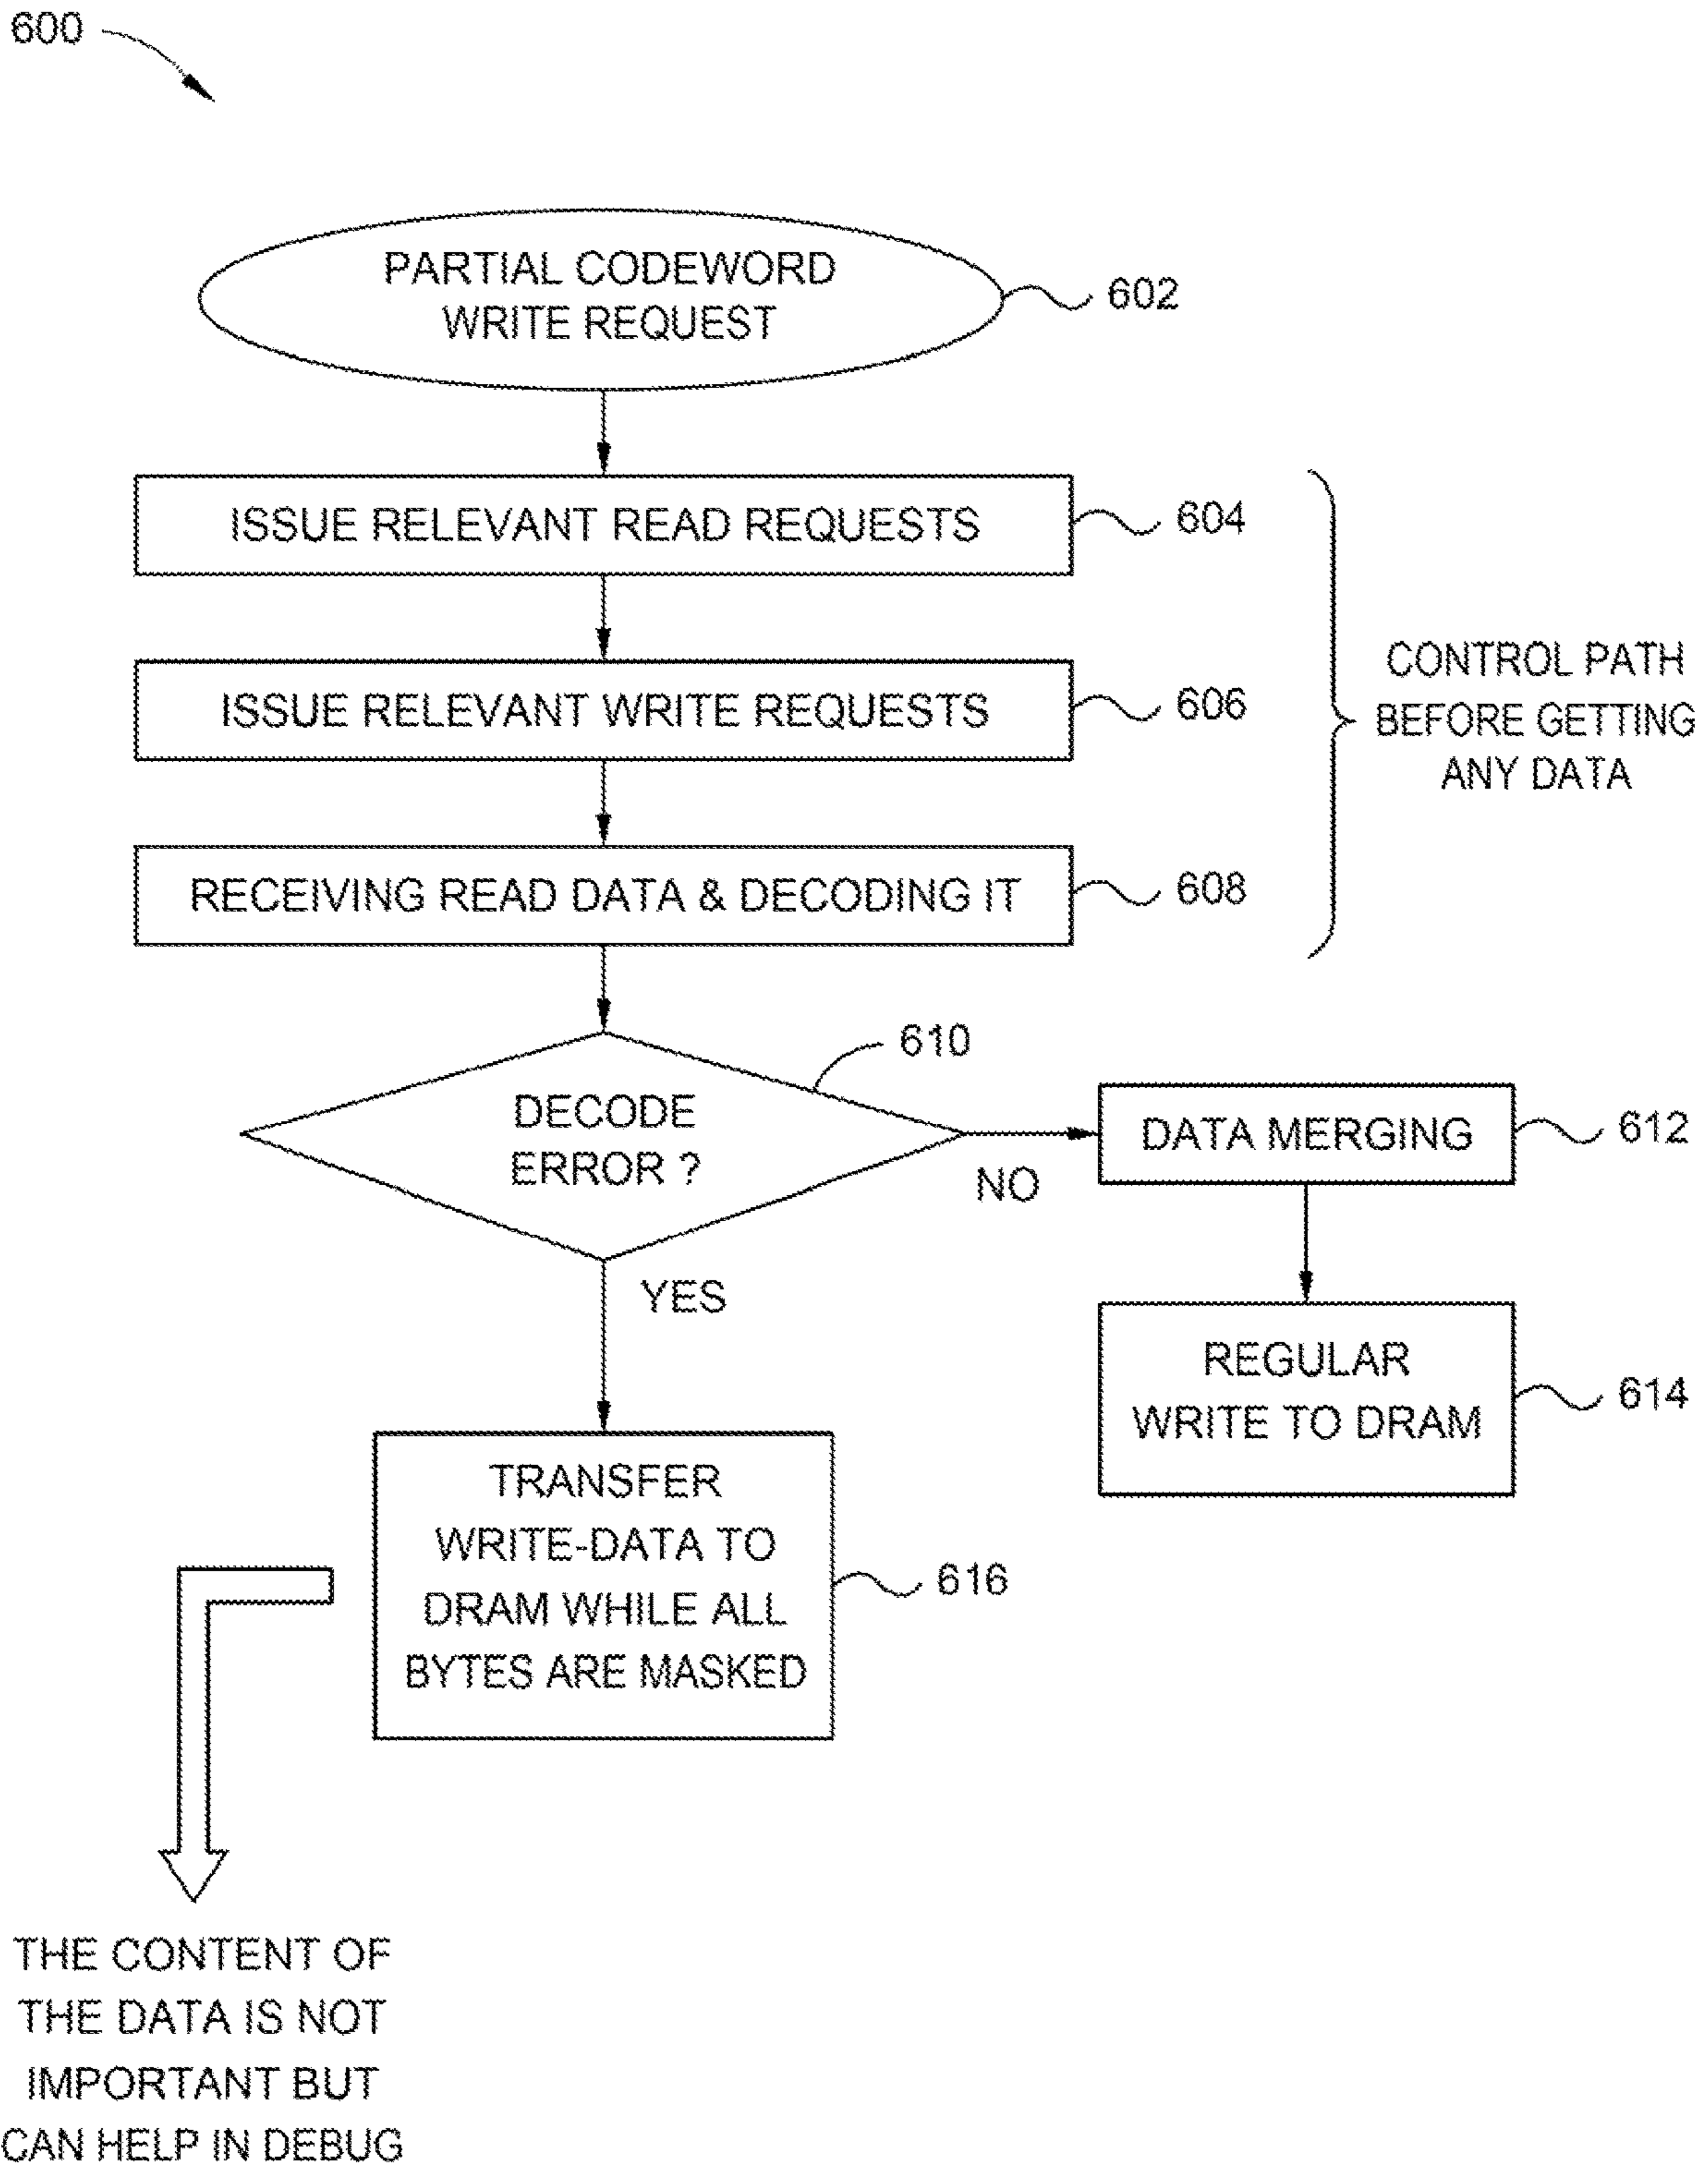 600
PARTIAL CODEWORD
WRITE REQUEST
602
ISSUE RELEVANT READ REQUESTS
604
ISSUE RELEVANT WRITE REQUESTS
606
RECEIVING READ DATA & DECODING IT
608
CONTROL PATH
BEFORE GETTING
ANY DATA
DECODE
ERROR ?
610
NO
YES
DATA MERGING
612
REGULAR
WRITE TO DRAM
614
TRANSFER
WRITE-DATA TO
DRAM WHILE ALL
BYTES ARE MASKED
616
THE CONTENT OF
THE DATA IS NOT
IMPORTANT BUT
CAN HELP IN DEBUG